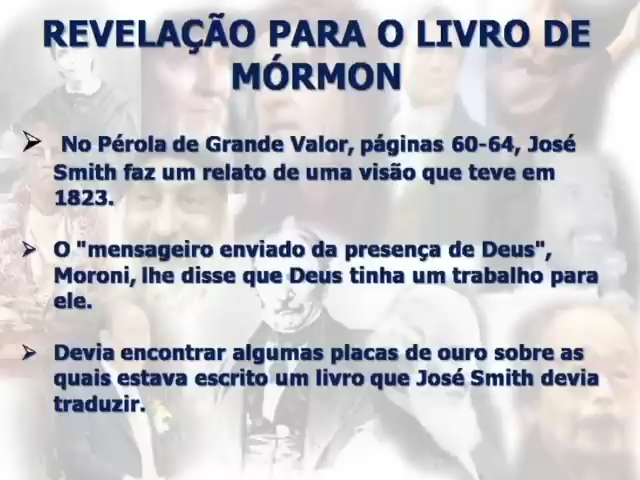 REVELAÇÃO PARA O LIVRO DE
MÓRMON
No Pérola de Grande Valor, páginas 60-64, José
Smith faz um relato de uma visão que teve em
1823.
O "mensageiro enviado da presença de Deus",
Moroni, lhe disse que Deus tinha um trabalho para
ele.
Devia encontrar algumas placas de ouro sobre as
quais estava escrito um livro que José Smith devia
traduzir.